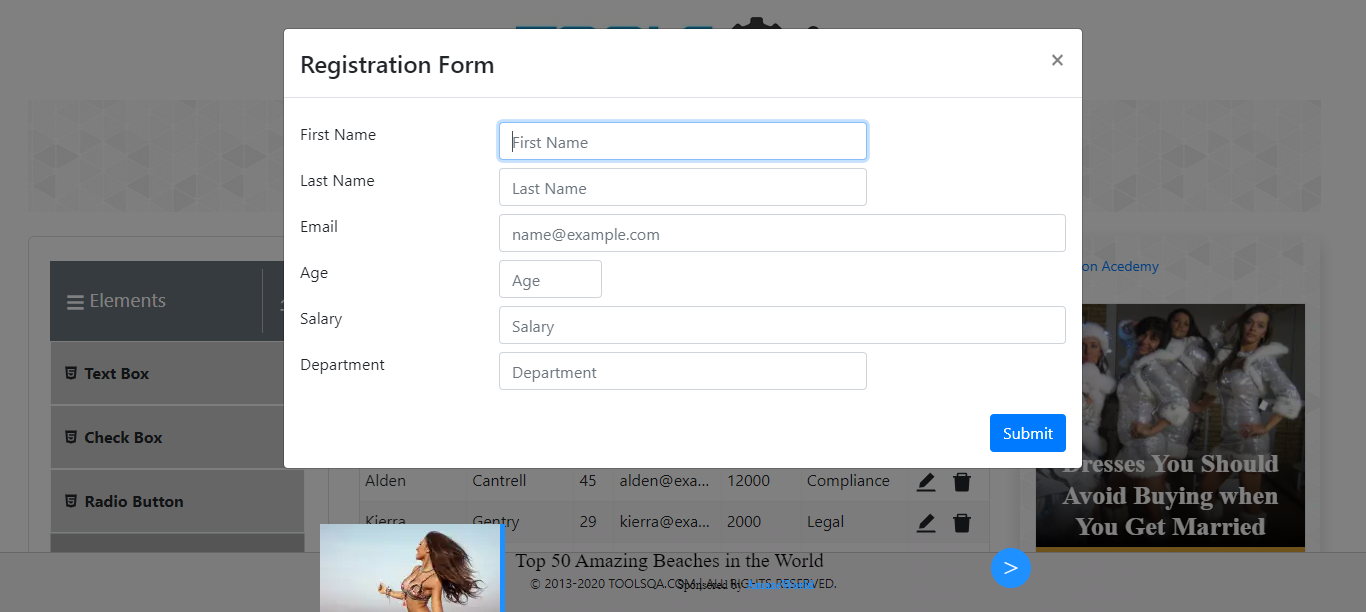 Registration Form
×
First Name
First Name
Last Name
Last Name
Email
name@example.com
Age
Age
Salary
Salary
Department
Department
Submit
Elements
Text Box
Check Box
Radio Button
on Acedemy
Dresses You Should
Avoid Buying when
You Get Married
Alden Cantrell 45 alden@exa... 12000 Compliance
Kierra Gentry 29 kierra@exa... 2000 Legal
Top 50 Amazing Beaches in the World
>
© 2013-2020 TOOLSQA.COM | ALL RIGHTS RESERVED.
Sponsored by